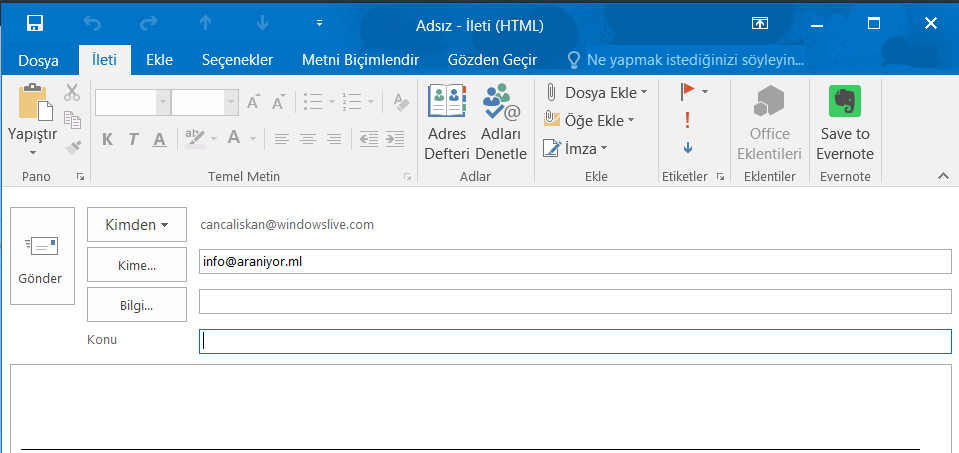 Adsız - İleti (HTML)
Dosya İleti Ekle Seçenekler Metni Biçimlendir Gözden Geçir Ne yapmak istediğinizi söyleyin...
Yapıştır
K T A ab A
A A A
Adres Defteri
Adları Denetle
Dosya Ekle
Öğe Ekle
İmza
Office Eklentileri
Save to Evernote
Pano Temel Metin Adlar Ekle Etiketler Eklentiler Evernote
Gönder
Kimden cancaliskan@windowslive.com
Kime... info@araniyor.ml
Bilgi...
Konu